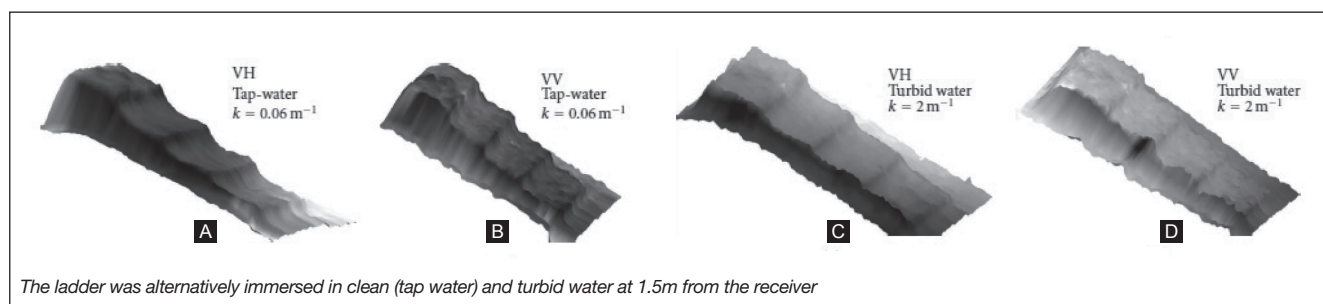 VH
Tap-water
k = 0.06 m⁻¹
A
VV
Tap-water
k = 0.06 m⁻¹
B
VH
Turbid water
k = 2 m⁻¹
C
VV
Turbid water
k = 2 m⁻¹
D
The ladder was alternatively immersed in clean (tap water) and turbid water at 1.5m from the receiver